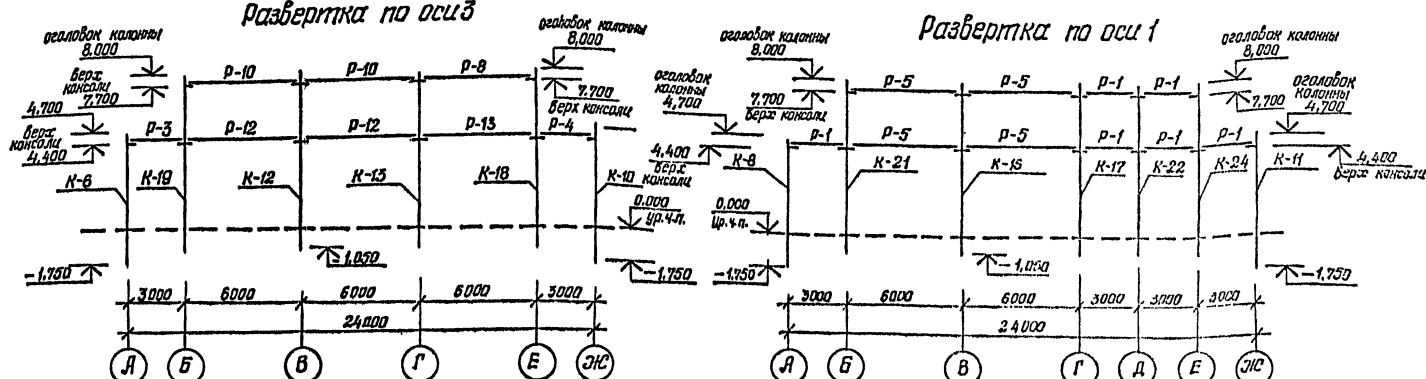 Развертка по оси 3
оголовок колонны
8,000
верх
консоли
7.700
4,700
верх
консоли
4,400
оголовок колонны
8,000
7.700
верх консоли
Р-10 Р-10 Р-8
Р-3 Р-12 Р-12 Р-13 Р-4
К-6 К-19 К-12 К-13 К-18 К-10
0,000
ур.ч.п.
-1,750
-1,050
-1,750
3000 6000 6000 6000 3000
24000
А Б В Г Е Ж
Развертка по оси 1
оголовок колонны
8,000
7.700
верх консоли
оголовок
колонны
4,700
4,400
верх
консоли
оголовок колонны
8,000
7,700
оголовок
колонны
4,700
4,400
верх консоли
Р-5 Р-5 Р-1 Р-1
Р-1 Р-5 Р-5 Р-1 Р-1 Р-1
К-8 К-21 К-15 К-17 К-22 К-24 К-11
0,000
Ур.ч.п.
-1,750
-1,050
-1,750
3000 6000 6000 3000 3000 3000
24000
А Б В Г Д Е Ж